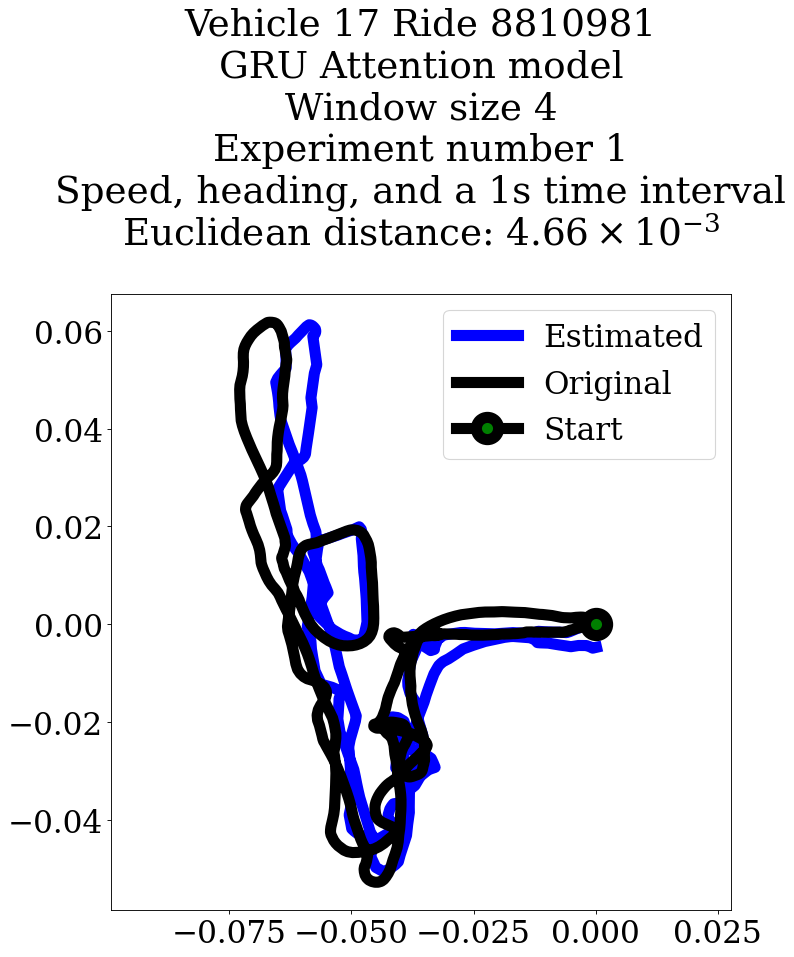 Vehicle 17 Ride 8810981
GRU Attention model
Window size 4
Experiment number 1
Speed, heading, and a 1s time interval
Euclidean distance: 4.66 × 10⁻³
Estimated
Original
Start
0.06
0.04
0.02
0.00
−0.02
−0.04
−0.075 −0.050 −0.025 0.000 0.025